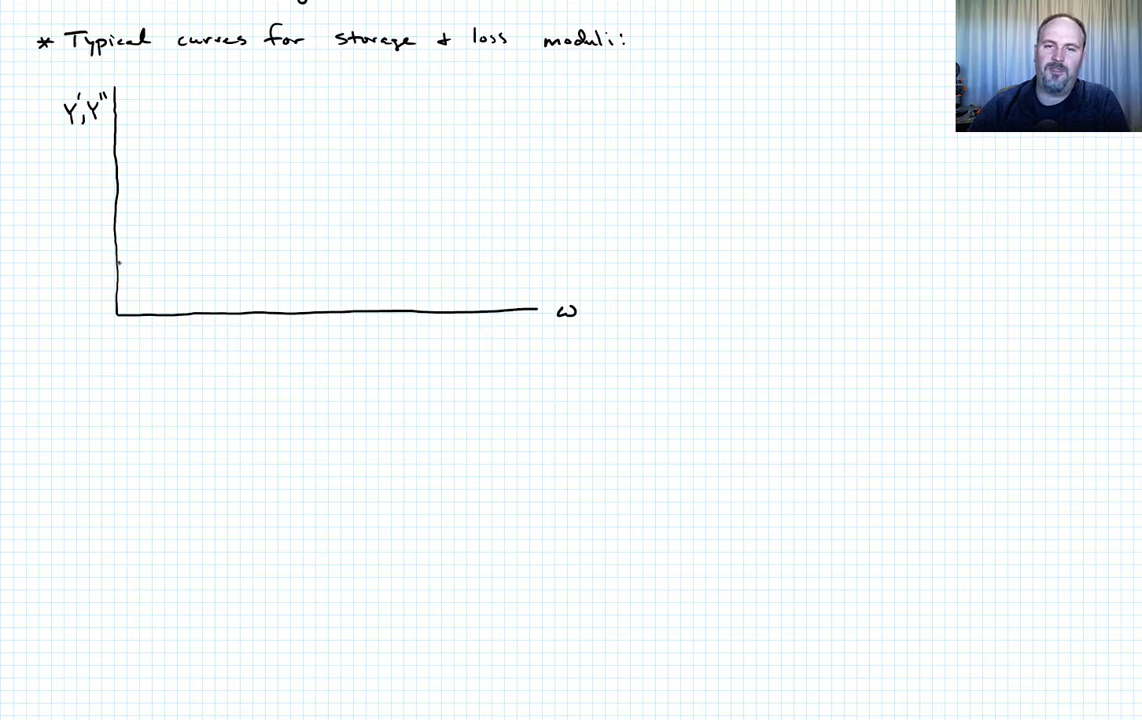 * Typical curves for storage + loss moduli:
Y', Y"
ω